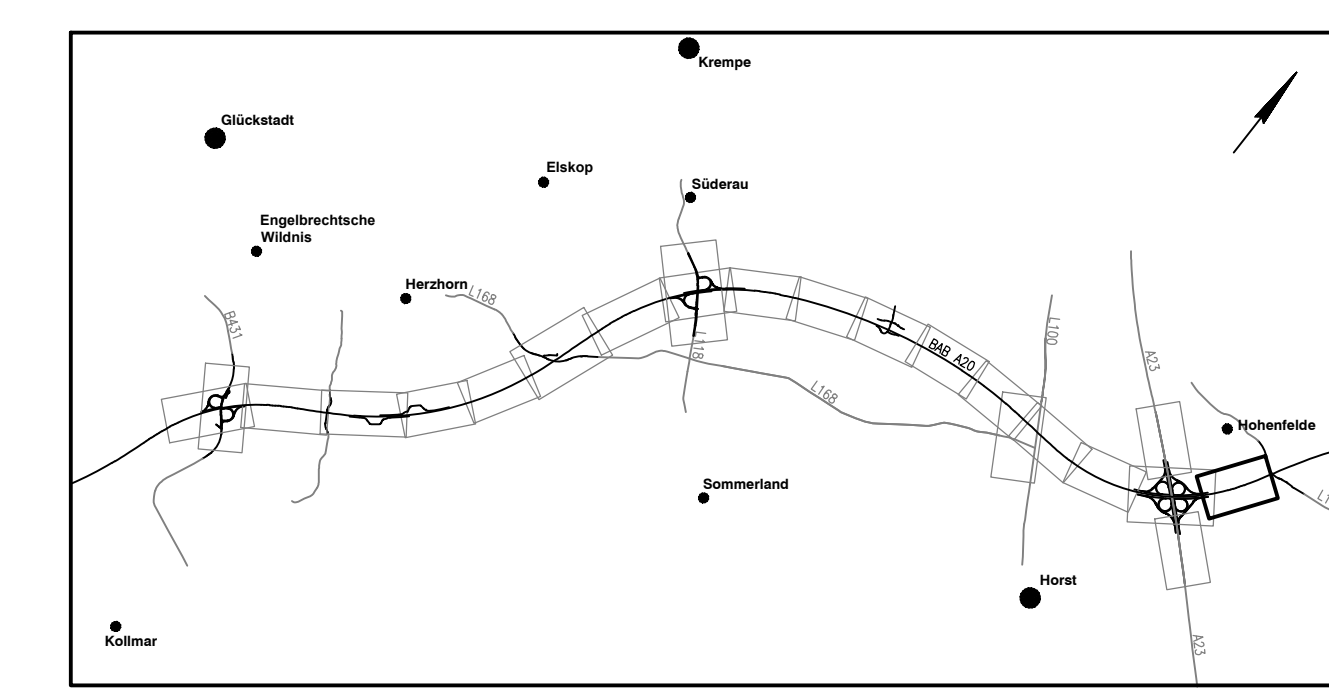 Krempe
Glückstadt
Elskop
Süderau
Engelbrechtsche
Wildnis
Herzhorn
L168
B431
L118
L100
BAB A20
A23
L168
Hohenfelde
Sommerland
Horst
Kollmar
A23